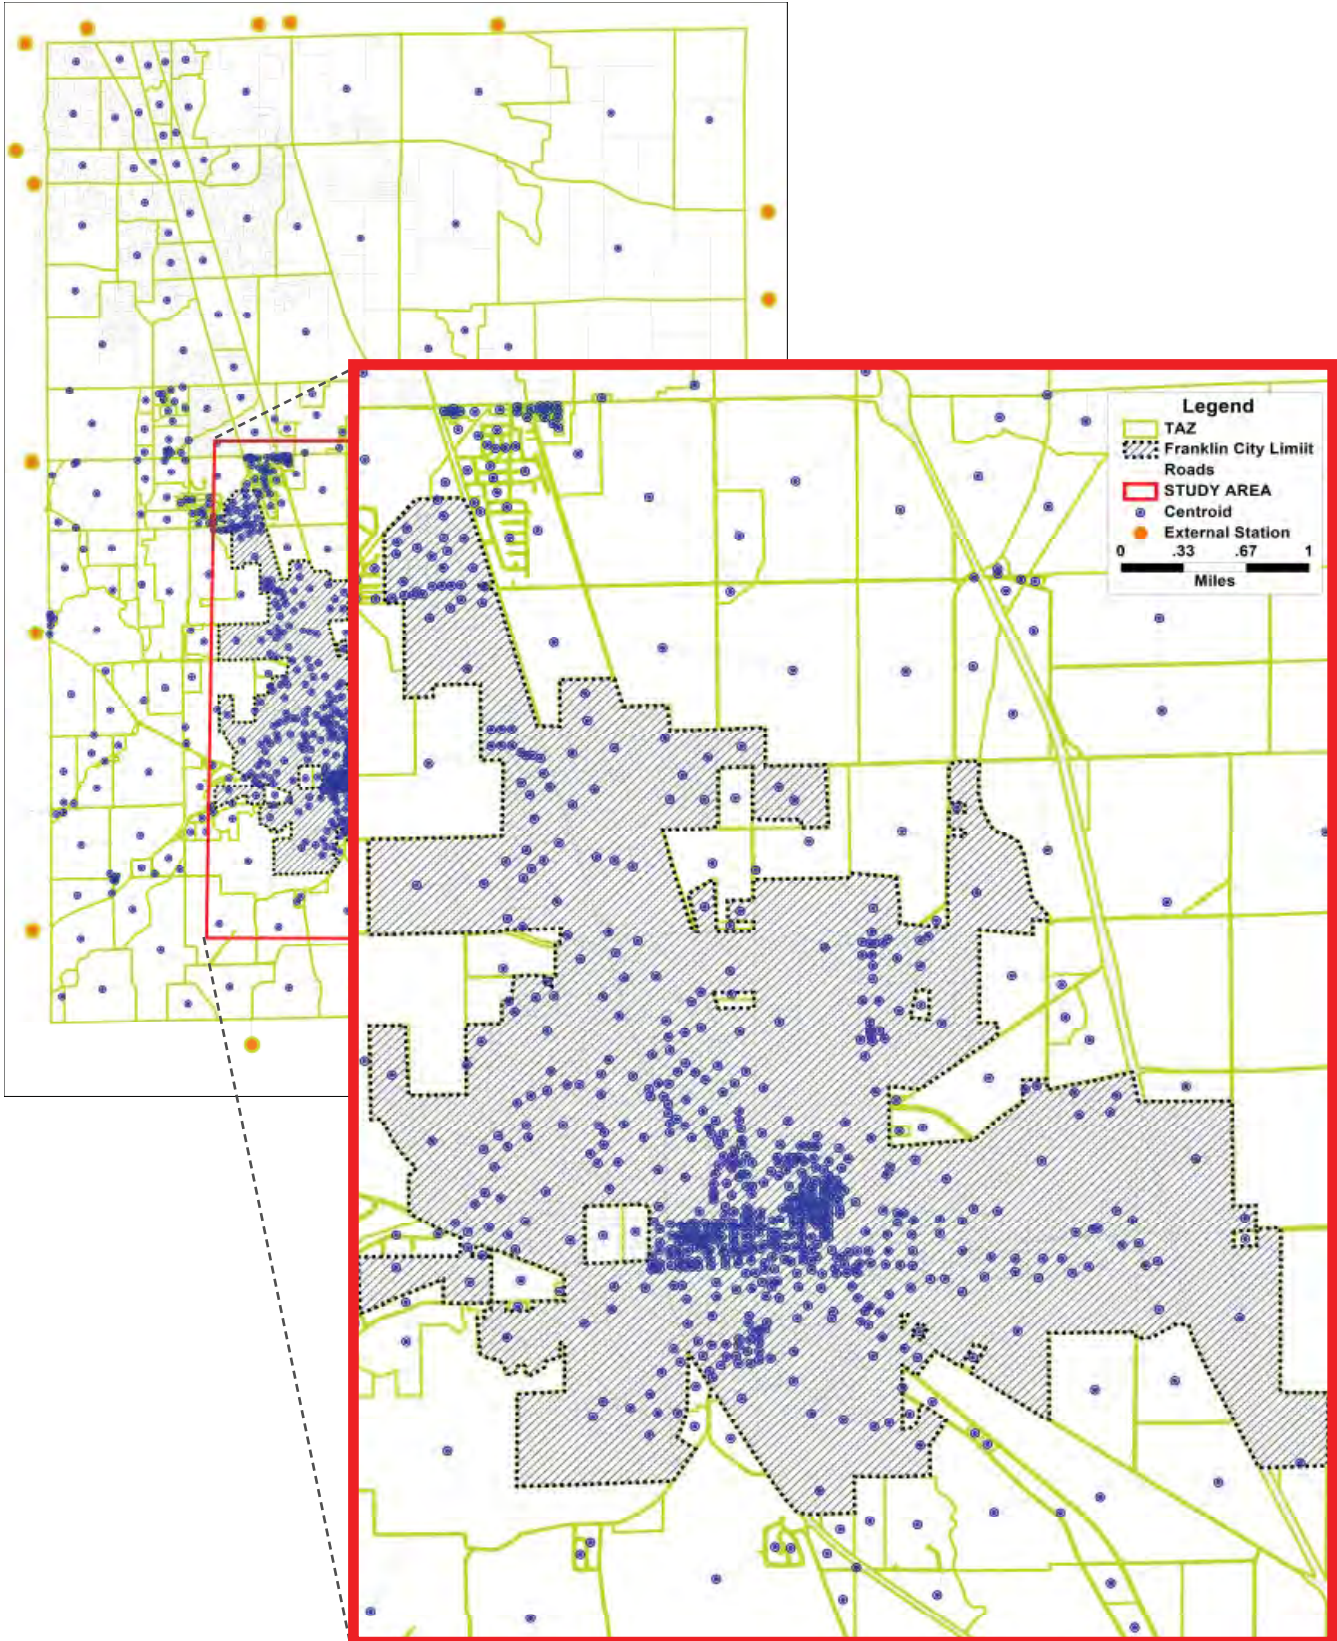 Legend
TAZ
Franklin City Limiit
Roads
STUDY AREA
Centroid
External Station
0 .33 .67 1
Miles